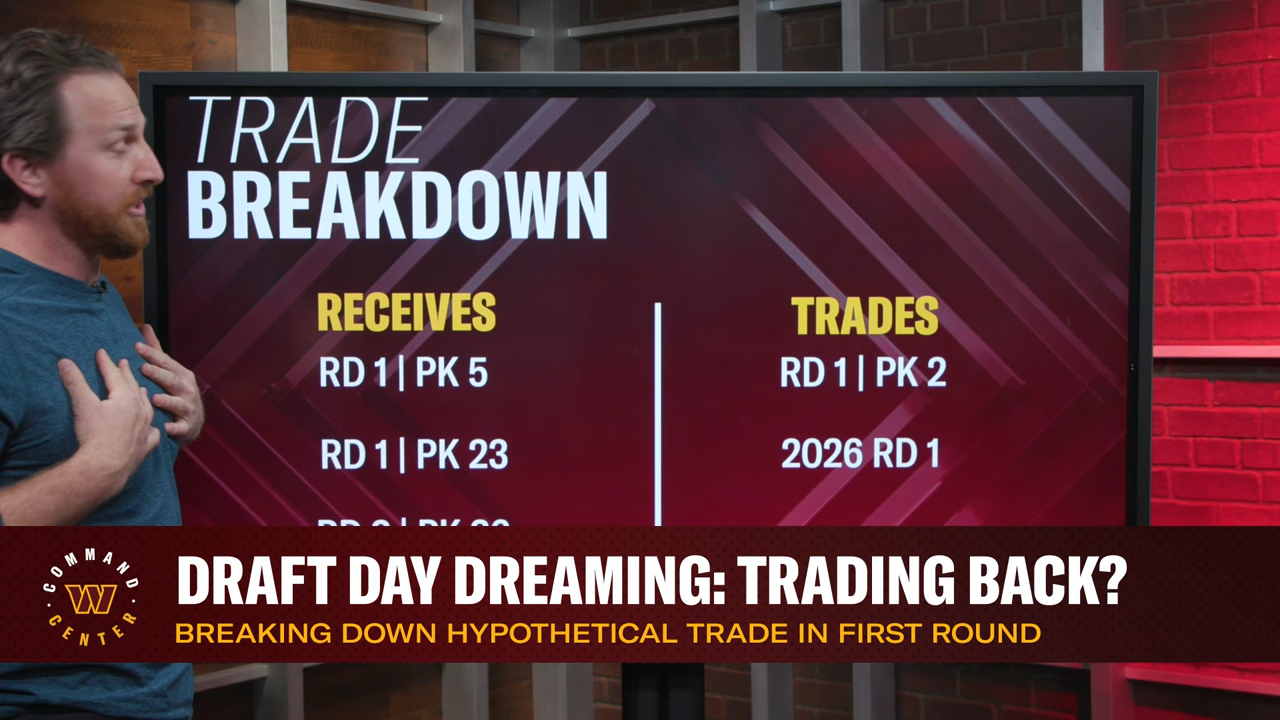 TRADE
BREAKDOWN
RECEIVES
RD 1 | PK 5
RD 1 | PK 23
TRADES
RD 1 | PK 2
2026 RD 1
COMMAND
W
CENTER
DRAFT DAY DREAMING: TRADING BACK?
BREAKING DOWN HYPOTHETICAL TRADE IN FIRST ROUND